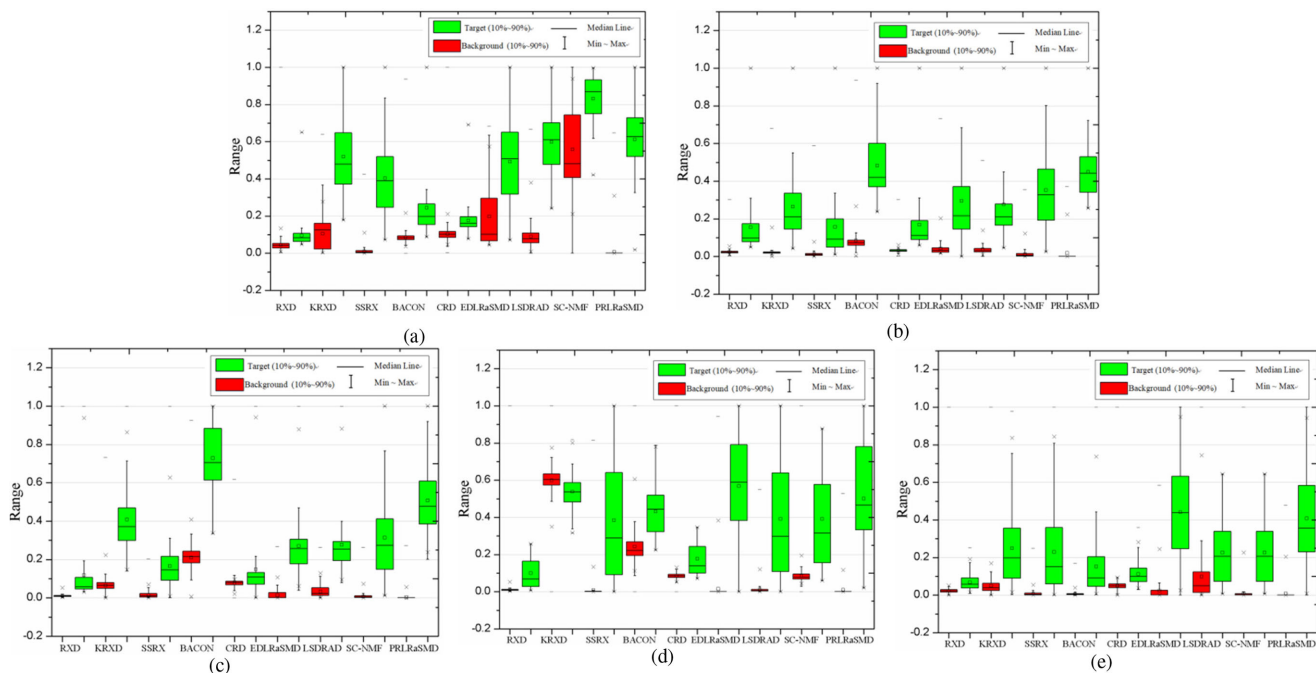 Target (10%~90%)- Median Line-
Background (10%~90%) Min ~ Max-
Range
1.2
1.0
0.8
0.6
0.4
0.2
0.0
-0.2
RXD KRXD SSRX BACON CRD EDLRaSMD LSDRAD SC-NMF PRLRaSMD
(a)
Target (10%~90%)- Median Line-
Background (10%~90%) Min ~ Max-
Range
1.2
1.0
0.8
0.6
0.4
0.2
0.0
-0.2
RXD KRXD SSRX BACON CRD EDLRaSMD LSDRAD SC-NMF PRLRaSMD
(b)
Target (10%~90%)- Median Line-
Background (10%~90%) Min ~ Max-
Range
1.2
1.0
0.8
0.6
0.4
0.2
0.0
-0.2
RXD KRXD SSRX BACON CRD EDLRaSMD LSDRAD SC-NMF PRLRaSMD
(c)
Target (10%~90%)- Median Line-
Background (10%~90%) Min ~ Max-
Range
1.2
1.0
0.8
0.6
0.4
0.2
0.0
-0.2
RXD KRXD SSRX BACON CRD EDLRaSMD LSDRAD SC-NMF PRLRaSMD
(d)
Target (10%~90%)- Median Line-
Background (10%~90%) Min ~ Max-
Range
1.2
1.0
0.8
0.6
0.4
0.2
0.0
-0.2
RXD KRXD SSRX BACON CRD EDLRaSMD LSDRAD SC-NMF PRLRaSMD
(e)